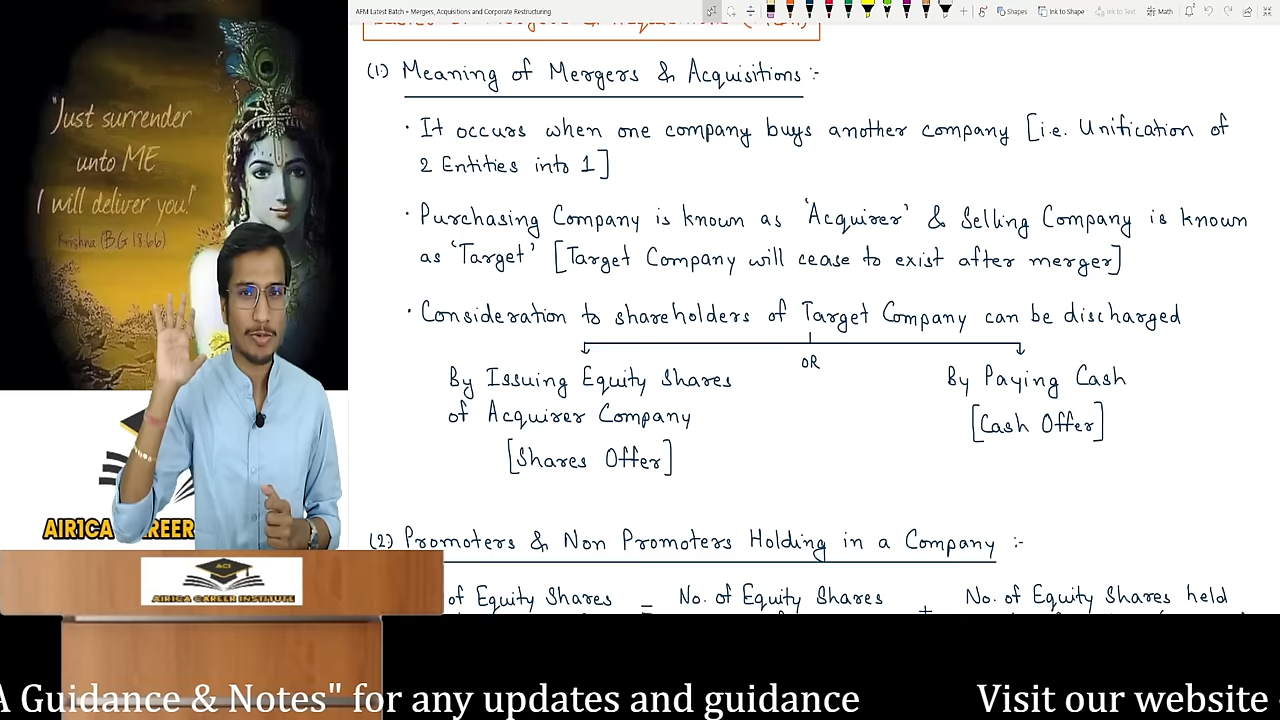 AFM Latest Batch » Mergers, Acquisitions and Corporate Restructuring
Shapes
Ink to Shape
Ink to Text
Math
(1) Meaning of Mergers & Acquisitions :-
· It occurs when one company buys another company [i.e. Unification of
2 Entities into 1]
· Purchasing Company is known as 'Acquirer' & Selling Company is known
as 'Target' [Target Company will cease to exist after merger]
· Consideration to shareholders of Target Company can be discharged
OR
By Issuing Equity Shares
of Acquirer Company
[Shares Offer]
By Paying Cash
[Cash Offer]
(2) Promoters & Non Promoters Holding in a Company :-
of Equity Shares = No. of Equity Shares + No. of Equity Shares held
"Just surrender
unto ME
I will deliver you!"
- Krishna (BG 18:66)
ACI
AIR1CA CAREER INSTITUTE
A Guidance & Notes" for any updates and guidance
Visit our website